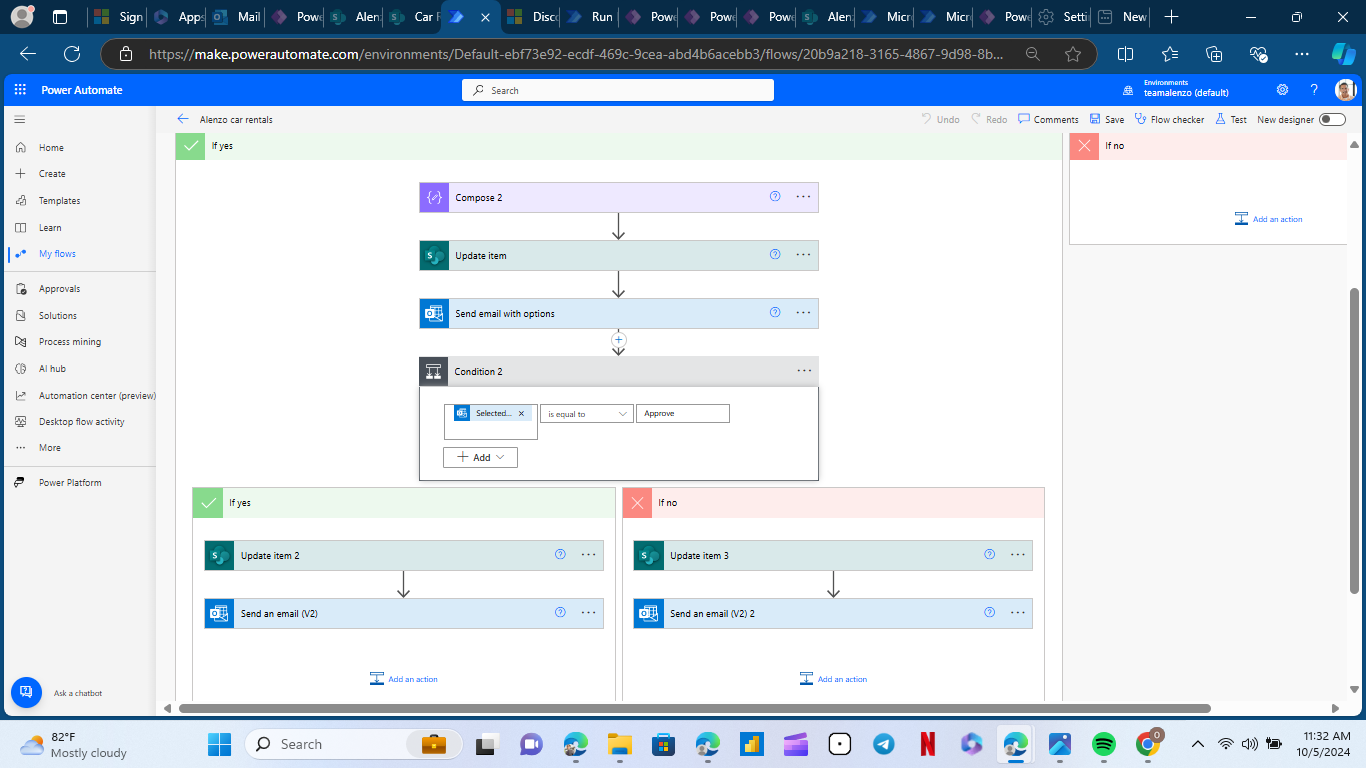 Sign
Apps
Mail
Powe
Alen
Car F
Disc
Run
Powe
Powe
Powe
Alen
Micr
Micr
Powe
Setti
New
https://make.powerautomate.com/environments/Default-ebf73e92-ecdf-469c-9cea-abd4b6acebb3/flows/20b9a218-3165-4867-9d98-8b...
Power Automate
Search
Environments
teamalenzo (default)
Alenzo car rentals
Undo
Redo
Comments
Save
Flow checker
Test
New designer
Home
Create
Templates
Learn
My flows
Approvals
Solutions
Process mining
AI hub
Automation center (preview)
Desktop flow activity
More
Power Platform
Ask a chatbot
If yes
If no
Add an action
Compose 2
Update item
Send email with options
Condition 2
Selected...
is equal to
Approve
Add
If yes
If no
Update item 2
Update item 3
Send an email (V2)
Send an email (V2) 2
Add an action
Add an action
82°F
Mostly cloudy
Search
0
11:32 AM
10/5/2024